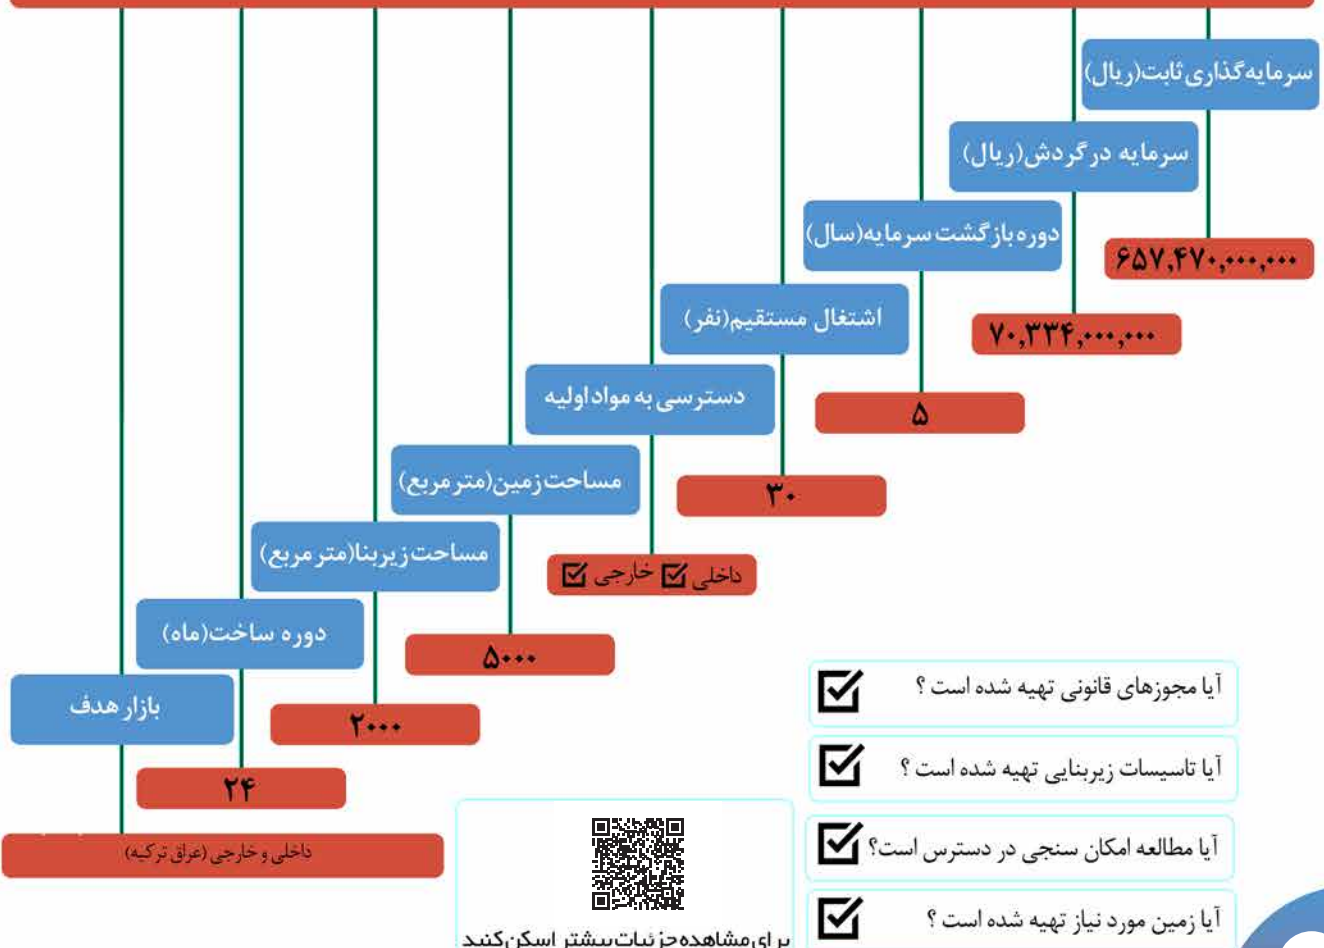 سرمایه‌گذاری ثابت(ریال)
۶۵۷,۴۷۰,۰۰۰,۰۰۰
سرمایه در گردش(ریال)
۷۰,۳۳۴,۰۰۰,۰۰۰
دوره بازگشت سرمایه(سال)
۵
اشتغال مستقیم(نفر)
۳۰
دسترسی به مواد اولیه
داخلی ☑ خارجی ☑
مساحت زمین(متر مربع)
۵۰۰۰
مساحت زیربنا(متر مربع)
۲۰۰۰
دوره ساخت(ماه)
۲۴
بازار هدف
داخلی و خارجی (عراق ترکیه)
آیا مجوزهای قانونی تهیه شده است ؟ ☑
آیا تاسیسات زیربنایی تهیه شده است ؟ ☑
آیا مطالعه امکان سنجی در دسترس است؟ ☑
آیا زمین مورد نیاز تهیه شده است ؟ ☑
برای مشاهده جزئیات بیشتر اسکن کنید